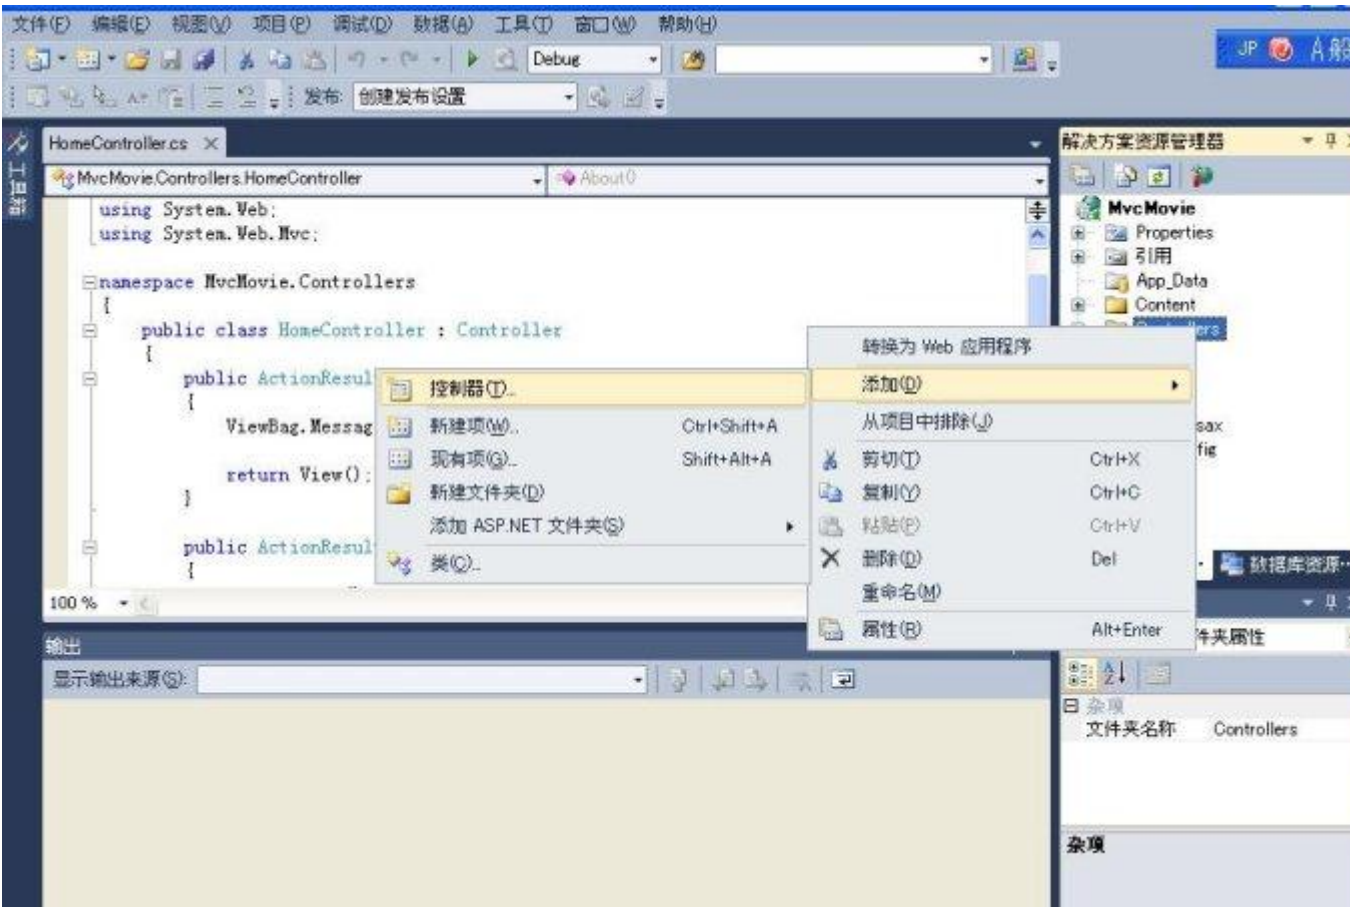 文件(F) 编辑(E) 视图(V) 项目(P) 调试(D) 数据(A) 工具(T) 窗口(W) 帮助(H)
JP A般
Debug
发布: 创建发布设置
工具箱
HomeController.cs
MvcMovie.Controllers.HomeController
About()
using System.Web;
using System.Web.Mvc;
namespace MvcMovie.Controllers
{
public class HomeController : Controller
{
public ActionResul
{
ViewBag.Messag
return View();
}
public ActionResul
{
100 %
控制器(T)...
新建项(W)... Ctrl+Shift+A
现有项(G)... Shift+Alt+A
新建文件夹(D)
添加 ASP.NET 文件夹(S)
类(C)...
转换为 Web 应用程序
添加(D)
从项目中排除(J)
剪切(T) Ctrl+X
复制(Y) Ctrl+C
粘贴(P) Ctrl+V
删除(D) Del
重命名(M)
属性(R) Alt+Enter
解决方案资源管理器
MvcMovie
Properties
引用
App_Data
Content
ers
sax
fig
数据库资源...
件夹属性
杂项
文件夹名称 Controllers
杂项
输出
显示输出来源(S):